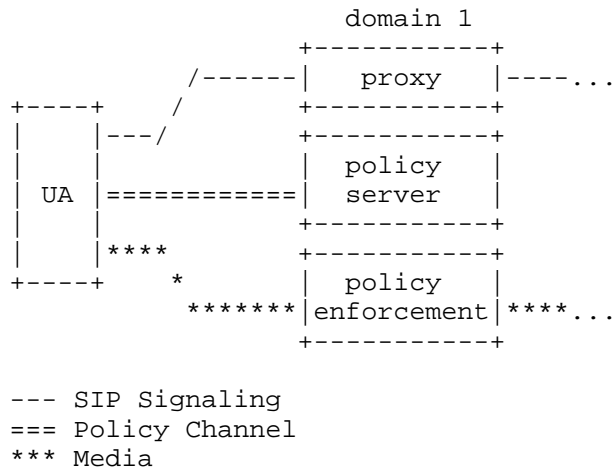 domain 1
proxy
UA
policy
server
policy
enforcement
--- SIP Signaling
=== Policy Channel
*** Media